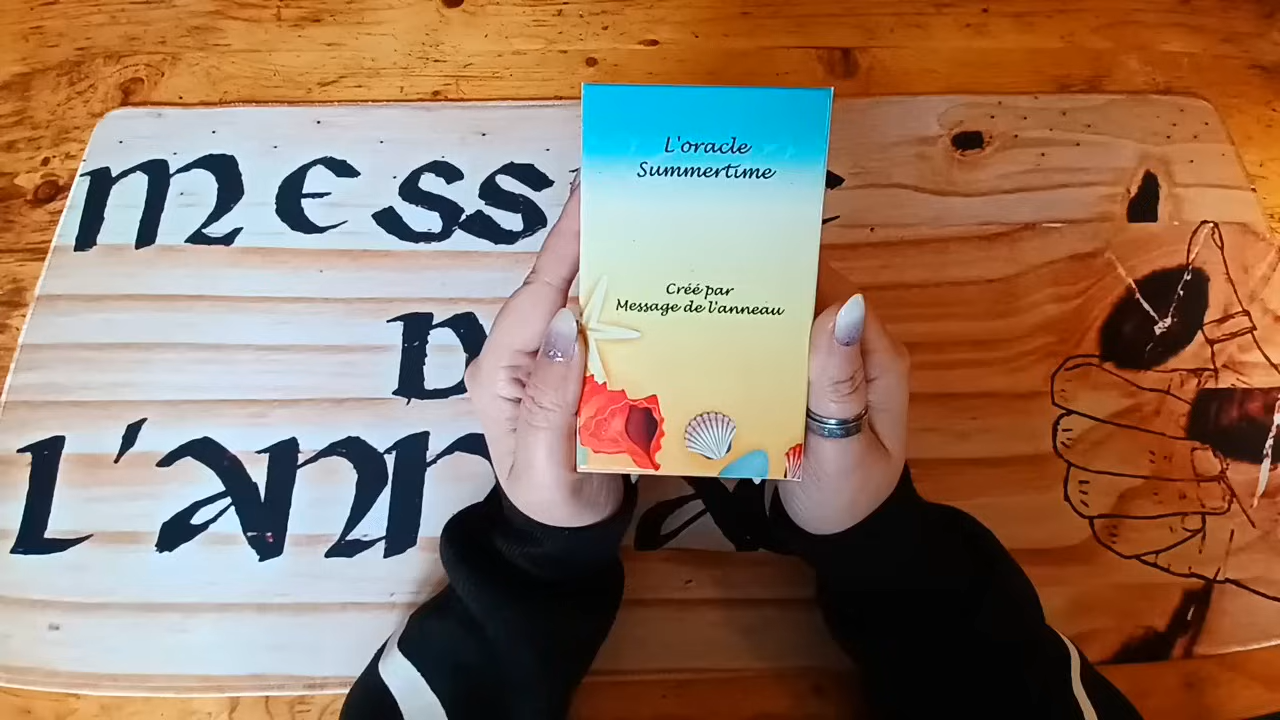 L'oracle
Summertime
Créé par
Message de l'anneau
MESS
D
L'ANN